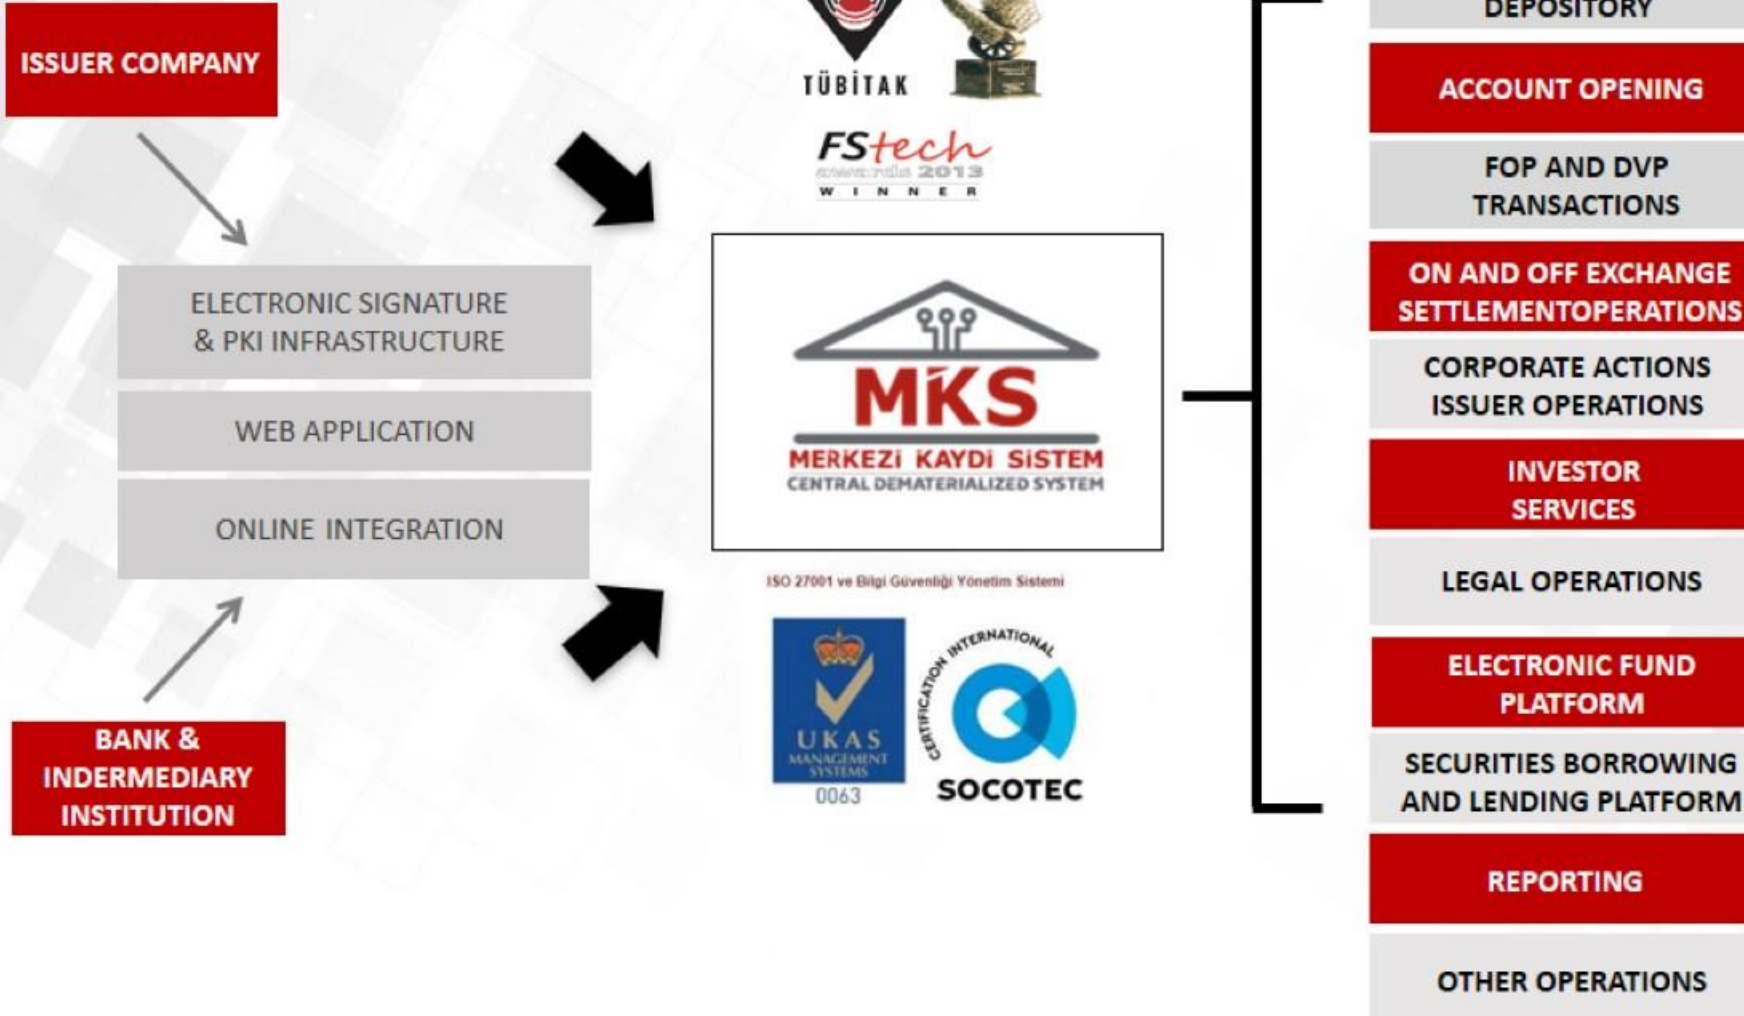 ISSUER COMPANY
ELECTRONIC SIGNATURE
& PKI INFRASTRUCTURE
WEB APPLICATION
ONLINE INTEGRATION
BANK &
INDERMEDIARY
INSTITUTION
TÜBİTAK
FStech
awards 2013
WINNER
MKS
MERKEZİ KAYDİ SİSTEM
CENTRAL DEMATERIALIZED SYSTEM
ISO 27001 ve Bilgi Güvenliği Yönetim Sistemi
UKAS
MANAGEMENT
SYSTEMS
0063
CERTIFICATION INTERNATIONAL
SOCOTEC
DEPOSITORY
ACCOUNT OPENING
FOP AND DVP
TRANSACTIONS
ON AND OFF EXCHANGE
SETTLEMENTOPERATIONS
CORPORATE ACTIONS
ISSUER OPERATIONS
INVESTOR
SERVICES
LEGAL OPERATIONS
ELECTRONIC FUND
PLATFORM
SECURITIES BORROWING
AND LENDING PLATFORM
REPORTING
OTHER OPERATIONS